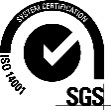 SYSTEM CERTIFICATION
ISO 14001
SGS